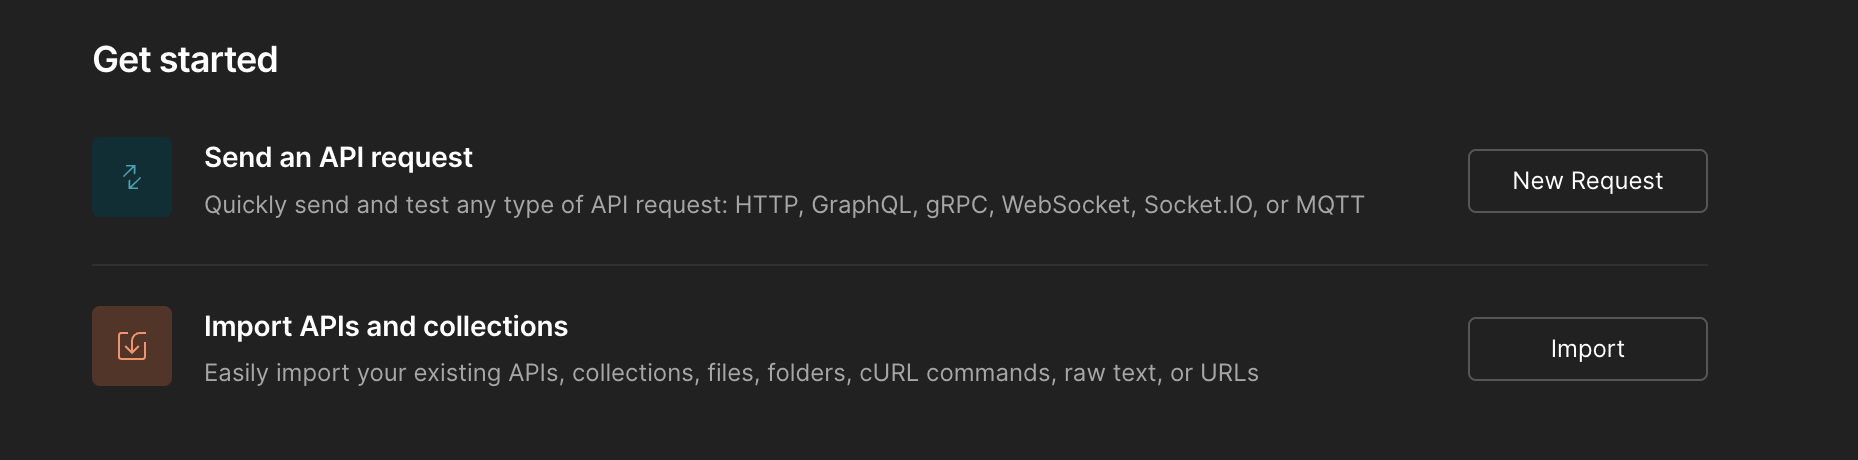 Get started
Send an API request
Quickly send and test any type of API request: HTTP, GraphQL, gRPC, WebSocket, Socket.IO, or MQTT
New Request
Import APIs and collections
Easily import your existing APIs, collections, files, folders, cURL commands, raw text, or URLs
Import